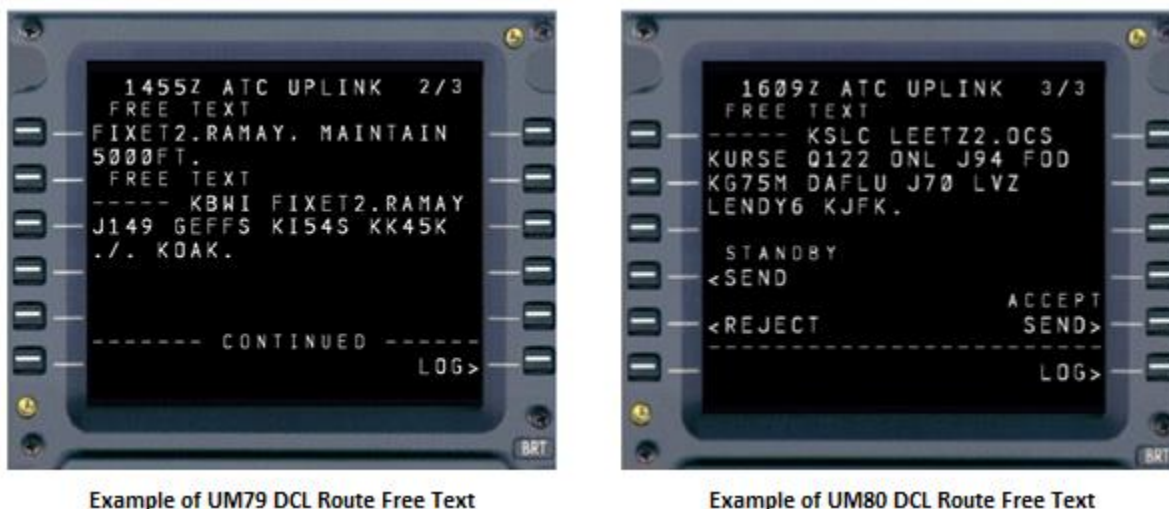 1455Z ATC UPLINK 2/3
FREE TEXT
FIXET2.RAMAY. MAINTAIN
5000FT.
FREE TEXT
----- KBWI FIXET2.RAMAY
J149 GEFFS KI54S KK45K
./. KOAK.
------- CONTINUED ------
LOG>
BRT
Example of UM79 DCL Route Free Text
1609Z ATC UPLINK 3/3
FREE TEXT
----- KSLC LEETZ2.OCS
KURSE Q122 ONL J94 FOD
KG75M DAFLU J70 LVZ
LENDY6 KJFK.
STANDBY
<SEND
ACCEPT
<REJECT SEND>
------------------------
LOG>
BRT
Example of UM80 DCL Route Free Text